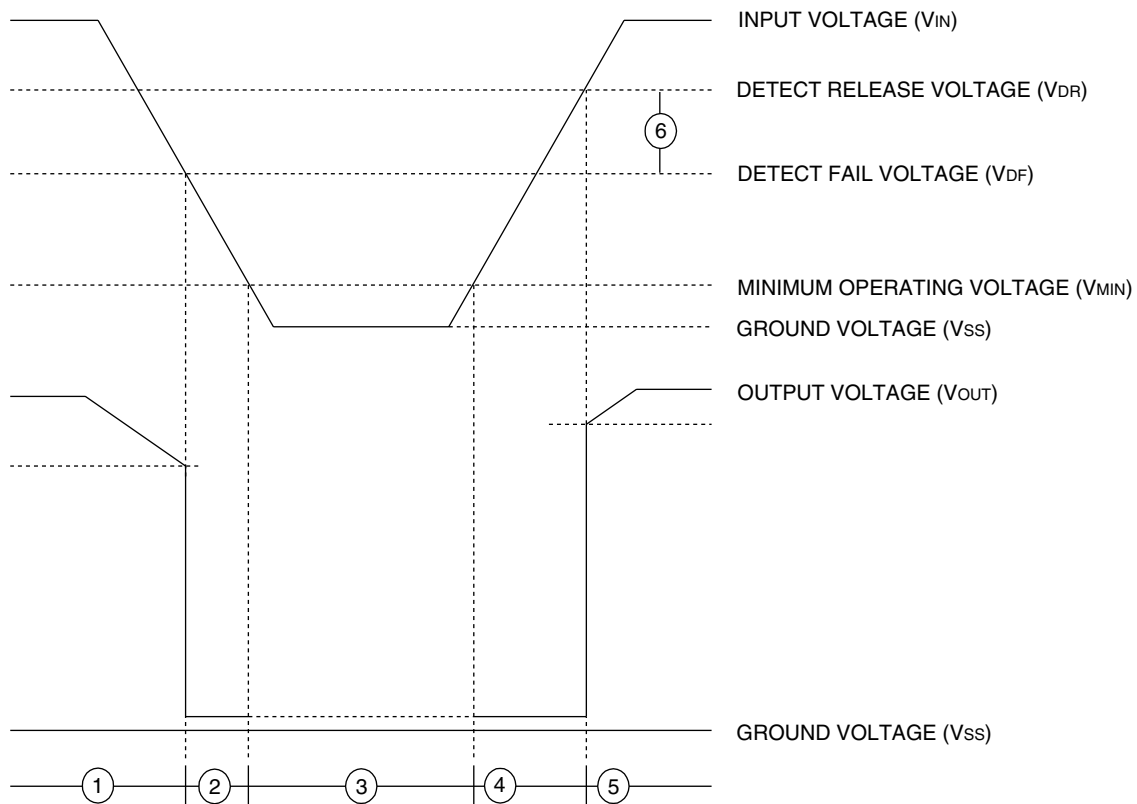 INPUT VOLTAGE (VIN)
DETECT RELEASE VOLTAGE (VDR)
6
DETECT FAIL VOLTAGE (VDF)
MINIMUM OPERATING VOLTAGE (VMIN)
GROUND VOLTAGE (VSS)
OUTPUT VOLTAGE (VOUT)
GROUND VOLTAGE (VSS)
1 2 3 4 5